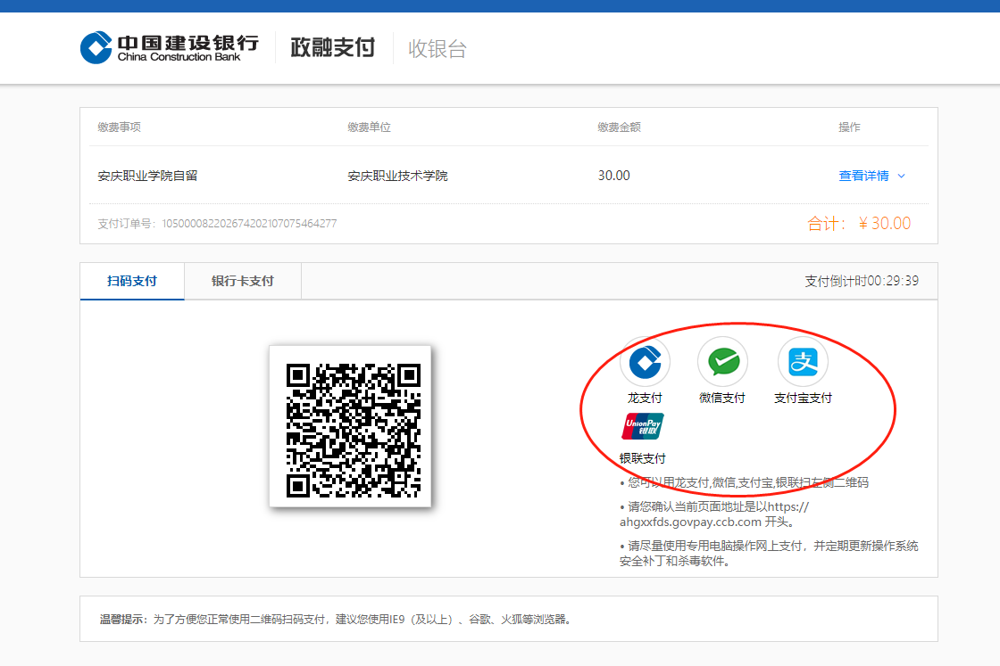 中国建设银行
China Construction Bank
政融支付
收银台
缴费事项 缴费单位 缴费金额 操作
安庆职业学院自留 安庆职业技术学院 30.00 查看详情
支付订单号：105000082202674202107075464277 合计：￥30.00
扫码支付 银行卡支付 支付倒计时00:29:39
龙支付 微信支付 支付宝支付
UnionPay
银联
银联支付
• 您可以用龙支付,微信,支付宝,银联扫左侧二维码
• 请您确认当前页面地址是以https://
ahgxxfds.govpay.ccb.com 开头。
• 请尽量使用专用电脑操作网上支付，并定期更新操作系统
安全补丁和杀毒软件。
温馨提示：为了方便您正常使用二维码扫码支付，建议您使用IE9（及以上）、谷歌、火狐等浏览器。